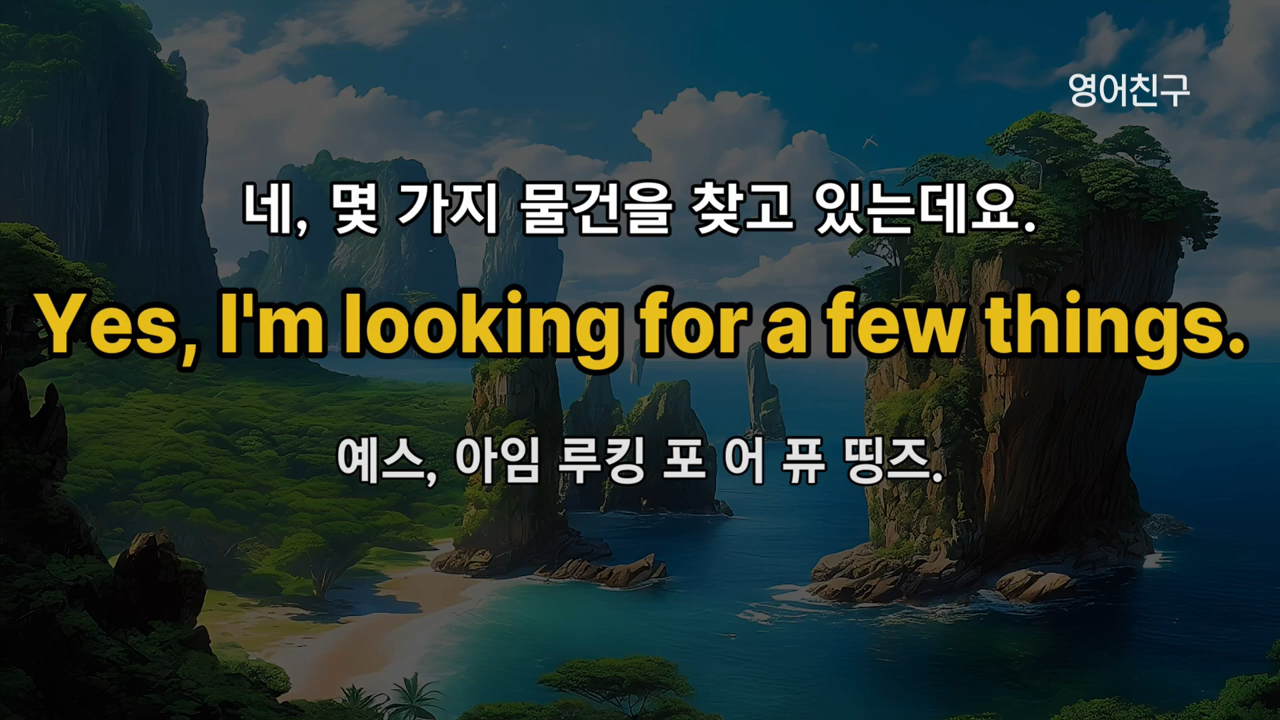 영어친구
네, 몇 가지 물건을 찾고 있는데요.
Yes, I'm looking for a few things.
예스, 아임 루킹 포 어 퓨 띵즈.